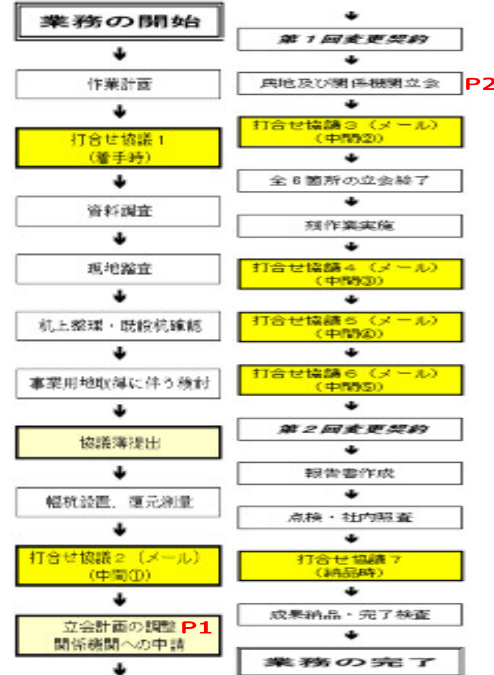 業務の開始
作業計画
打合せ協議1
(着手時)
資料調査
現地踏査
机上整理・既設杭確認
事業用地取得に伴う検討
協議簿提出
幅杭設置、復元測量
打合せ協議2(メール)
(中間①)
立会計画の調整 P1
関係機関への申請
第1回変更契約
民地及び関係機関立会 P2
打合せ協議3(メール)
(中間②)
全6箇所の立会終了
作業実施
打合せ協議4(メール)
(中間③)
打合せ協議5(メール)
(中間④)
打合せ協議6(メール)
(中間⑤)
第2回変更契約
報告書作成
点検・社内照査
打合せ協議7
(納品時)
成果納品・完了検査
業務の完了